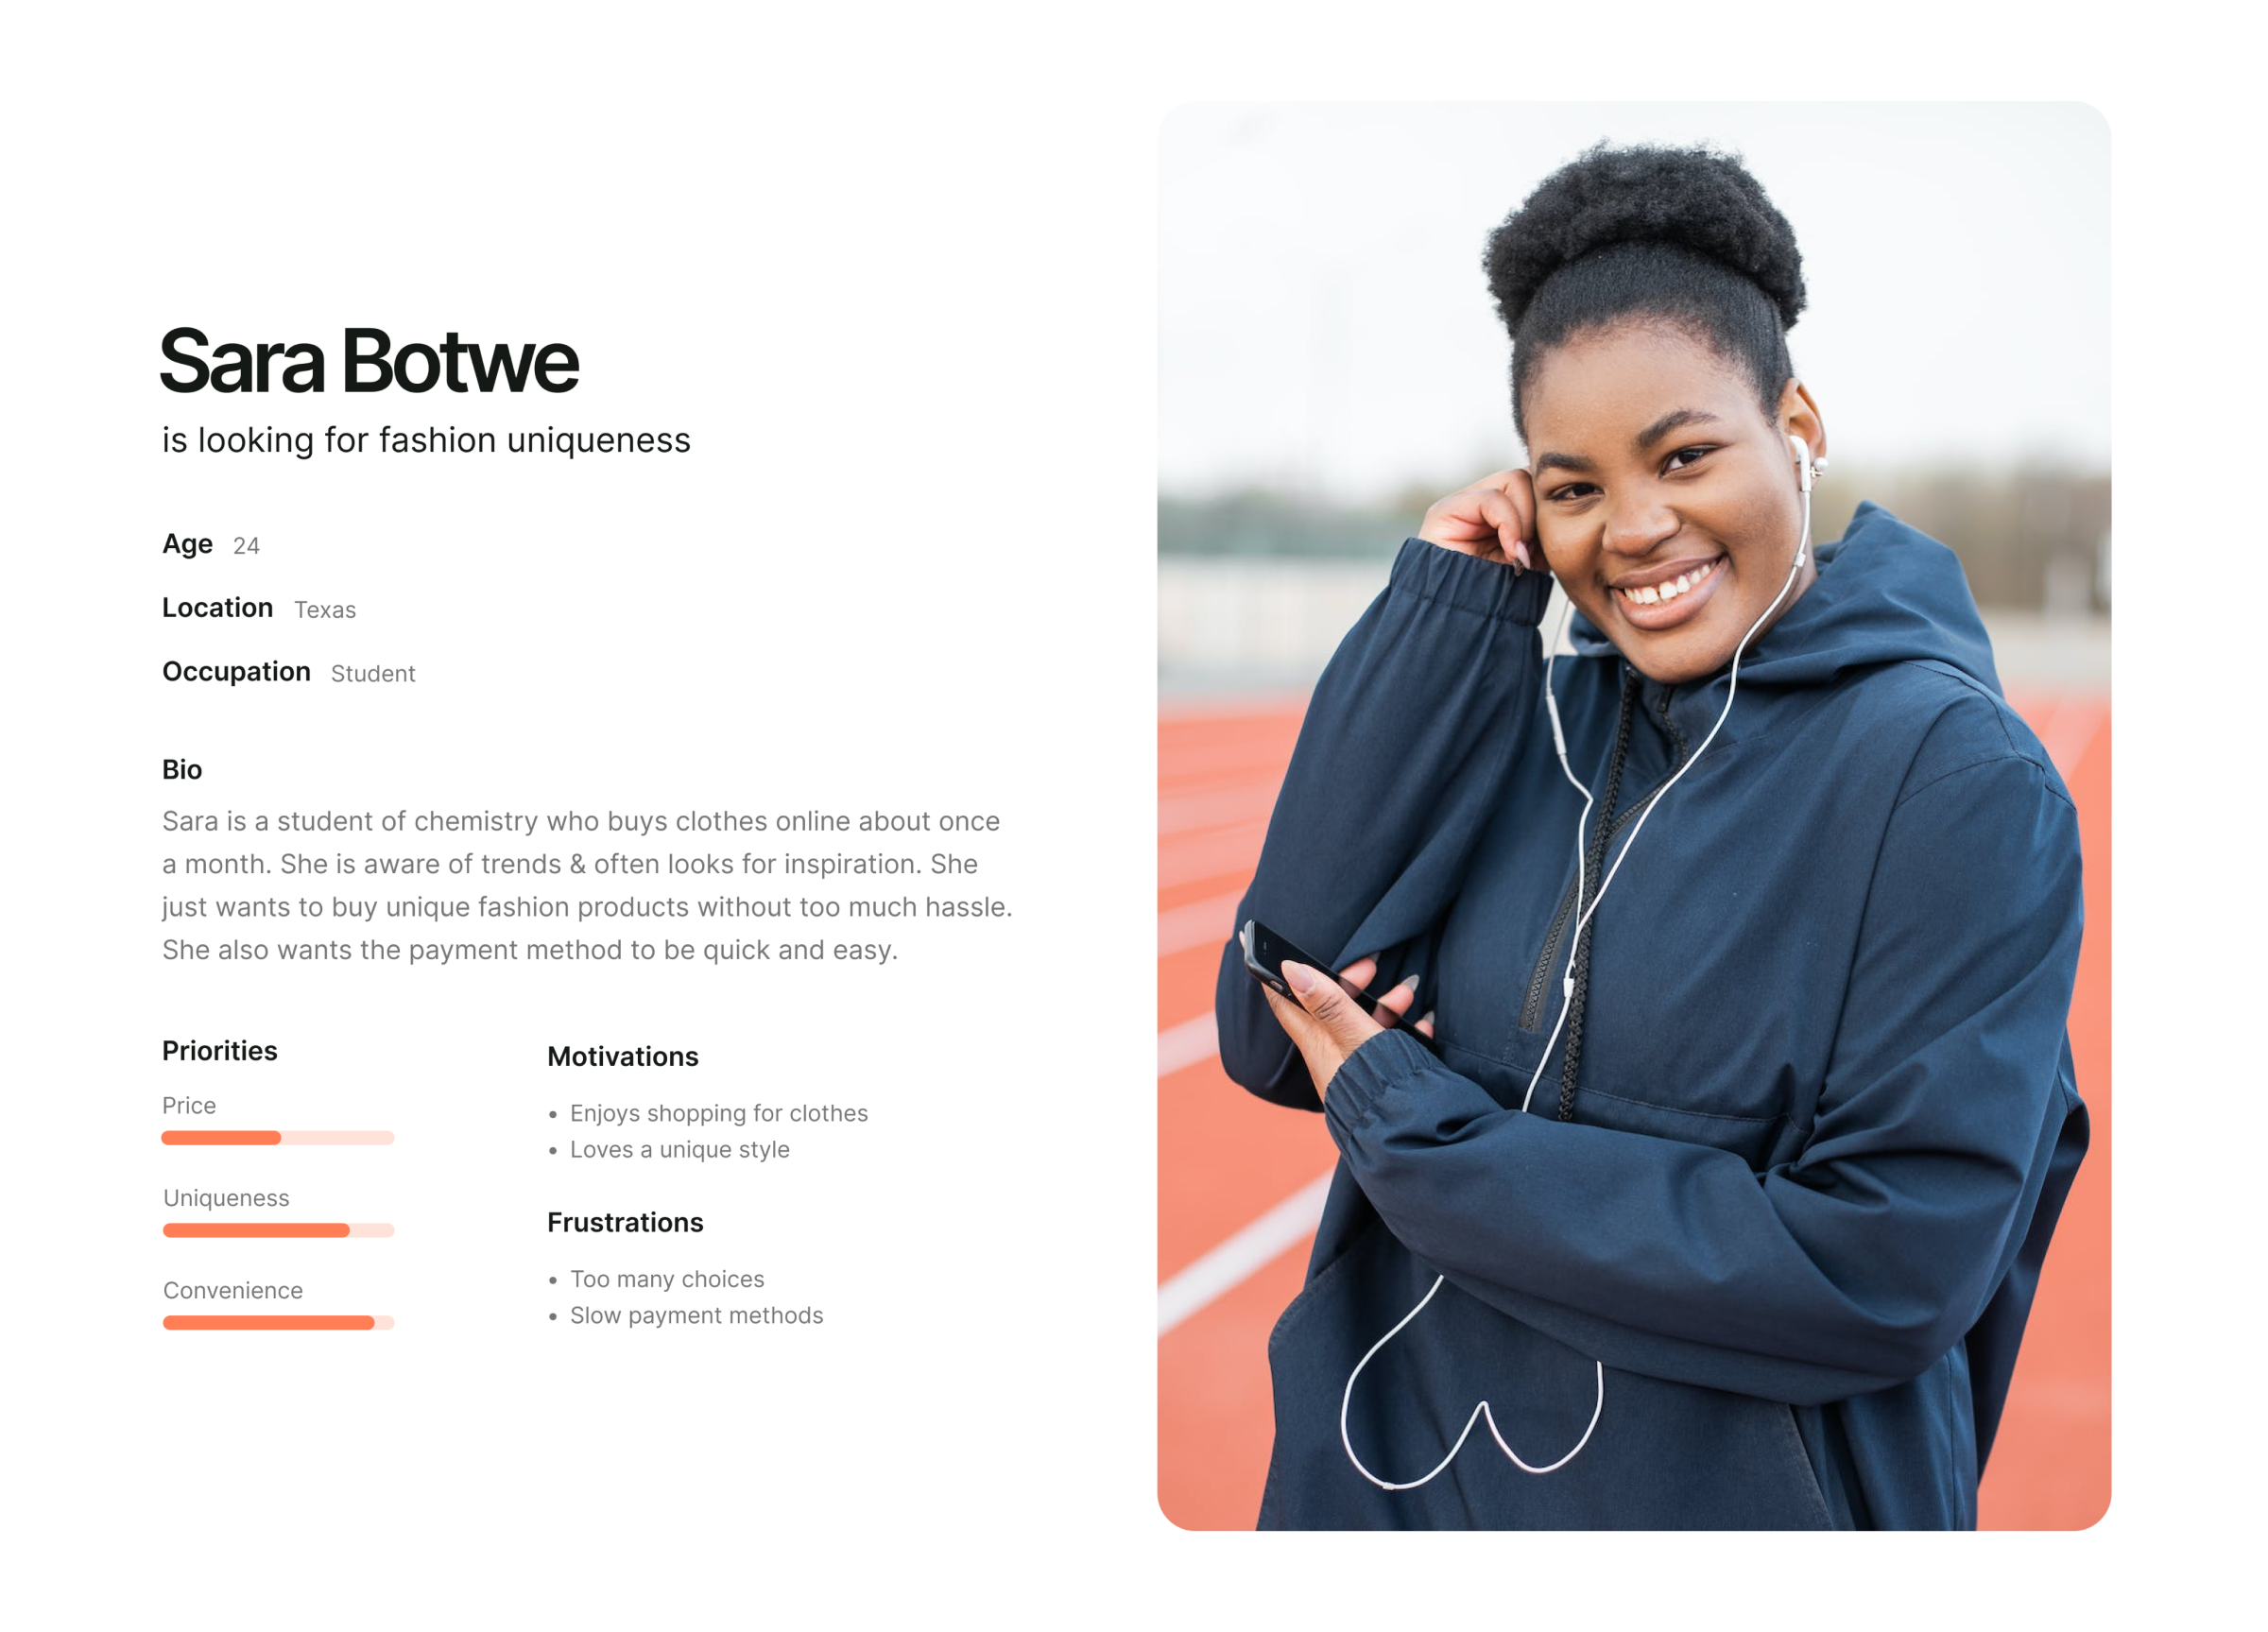 Sara Botwe
is looking for fashion uniqueness
Age 24
Location Texas
Occupation Student
Bio
Sara is a student of chemistry who buys clothes online about once
a month. She is aware of trends & often looks for inspiration. She
just wants to buy unique fashion products without too much hassle.
She also wants the payment method to be quick and easy.
Priorities
Price
Uniqueness
Convenience
Motivations
• Enjoys shopping for clothes
• Loves a unique style
Frustrations
• Too many choices
• Slow payment methods